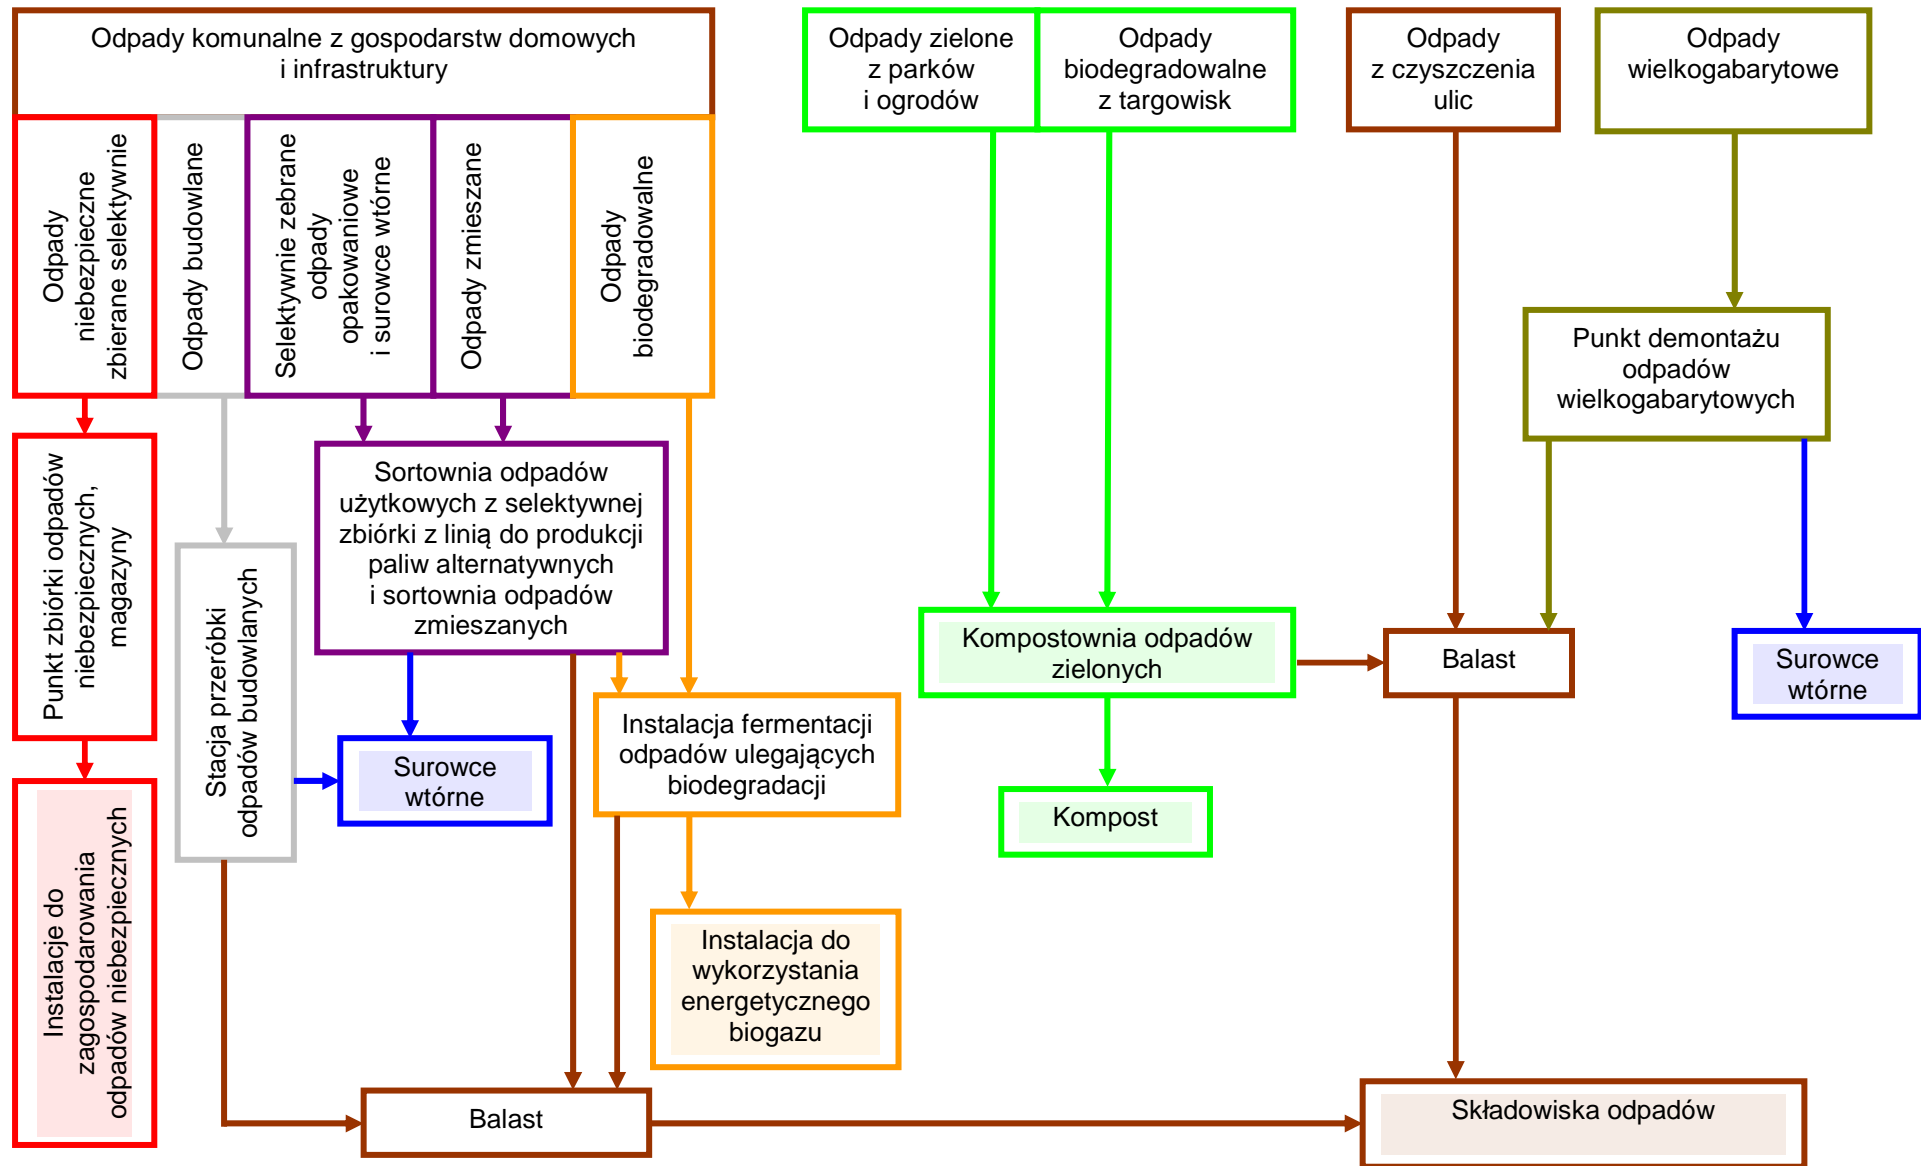 Odpady komunalne z gospodarstw domowych
i infrastruktury
Odpady zielone
z parków
i ogrodów
Odpady
biodegradowalne
z targowisk
Odpady
z czyszczenia
ulic
Odpady
wielkogabarytowe
Odpady
niebezpieczne
zbierane selektywnie
Odpady budowlane
Selektywnie zebrane
odpady
opakowaniowe
i surowce wtórne
Odpady zmieszane
Odpady
biodegradowalne
Punkt demontażu
odpadów
wielkogabarytowych
Punkt zbiórki odpadów
niebezpiecznych,
magazyny
Stacja przeróbki
odpadów budowlanych
Sortownia odpadów
użytkowych z selektywnej
zbiórki z linią do produkcji
paliw alternatywnych
i sortownia odpadów
zmieszanych
Kompostownia odpadów
zielonych
Balast
Surowce
wtórne
Instalacja fermentacji
odpadów ulegających
biodegradacji
Surowce
wtórne
Kompost
Instalacje do
zagospodarowania
odpadów niebezpiecznych
Instalacja do
wykorzystania
energetycznego
biogazu
Balast
Składowiska odpadów